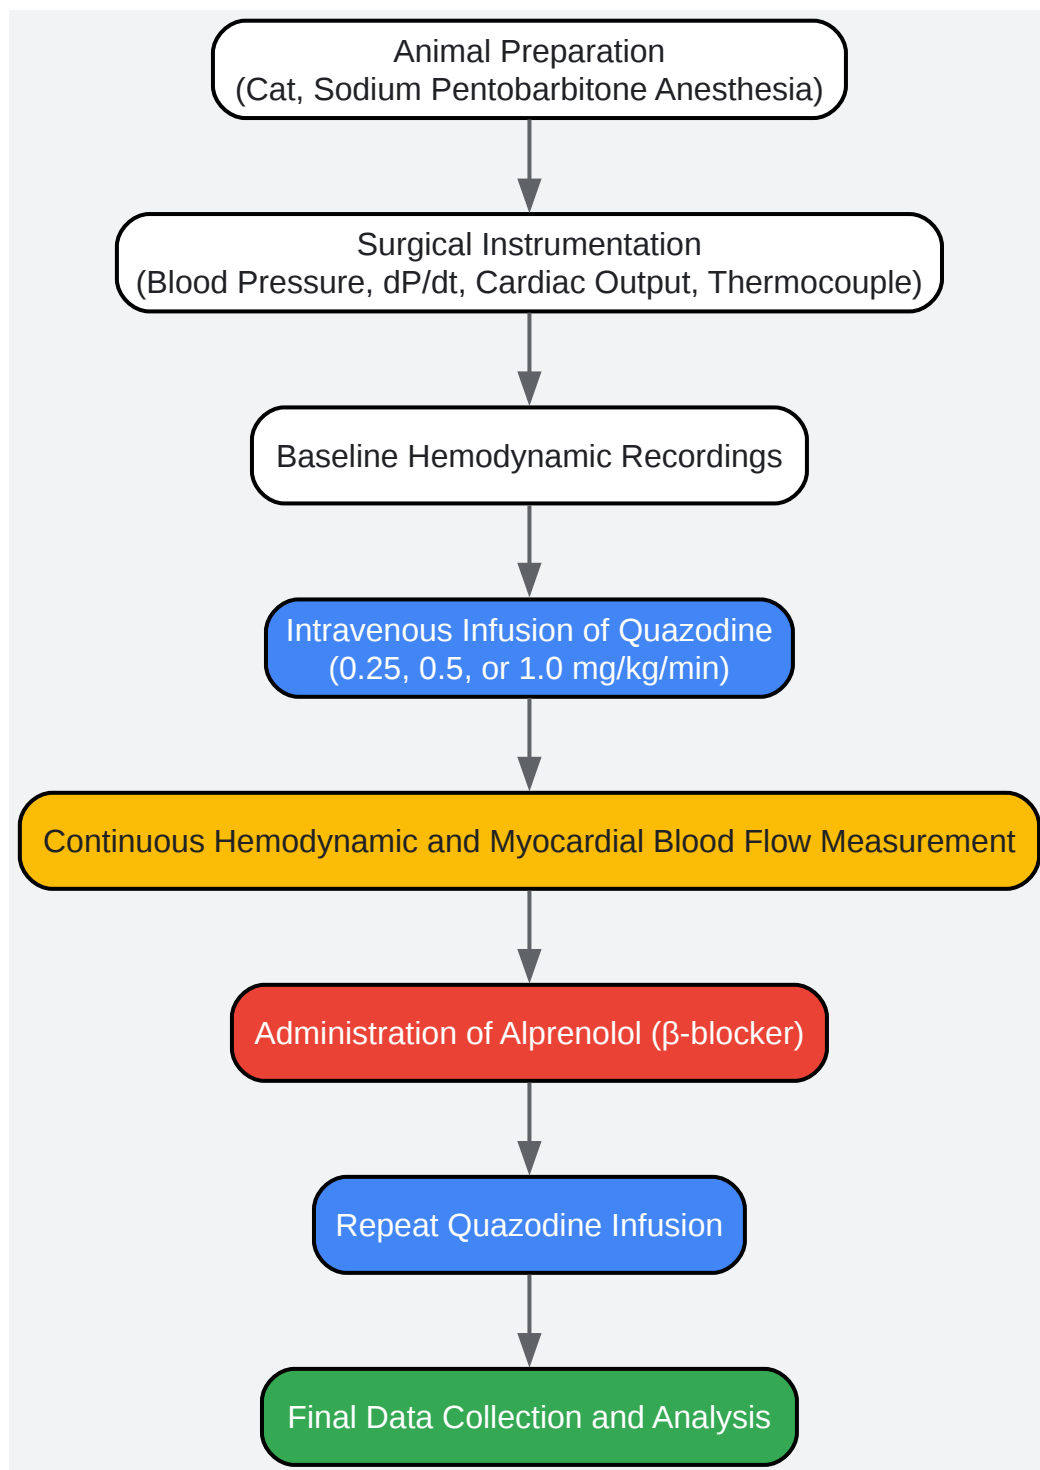 Animal Preparation
(Cat, Sodium Pentobarbitone Anesthesia)
Surgical Instrumentation
(Blood Pressure, dP/dt, Cardiac Output, Thermocouple)
Baseline Hemodynamic Recordings
Intravenous Infusion of Quazodine
(0.25, 0.5, or 1.0 mg/kg/min)
Continuous Hemodynamic and Myocardial Blood Flow Measurement
Administration of Alprenolol (β-blocker)
Repeat Quazodine Infusion
Final Data Collection and Analysis